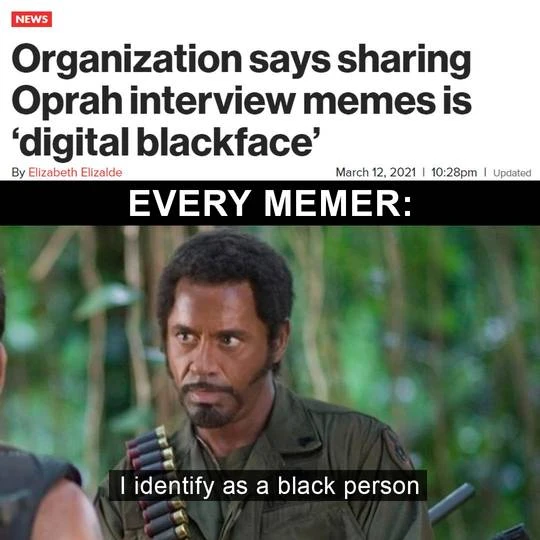 NEWS
Organization says sharing
Oprah interview memes is
‘digital blackface’
By Elizabeth Elizalde March 12, 2021 | 10:28pm | Updated
EVERY MEMER:
I identify as a black person